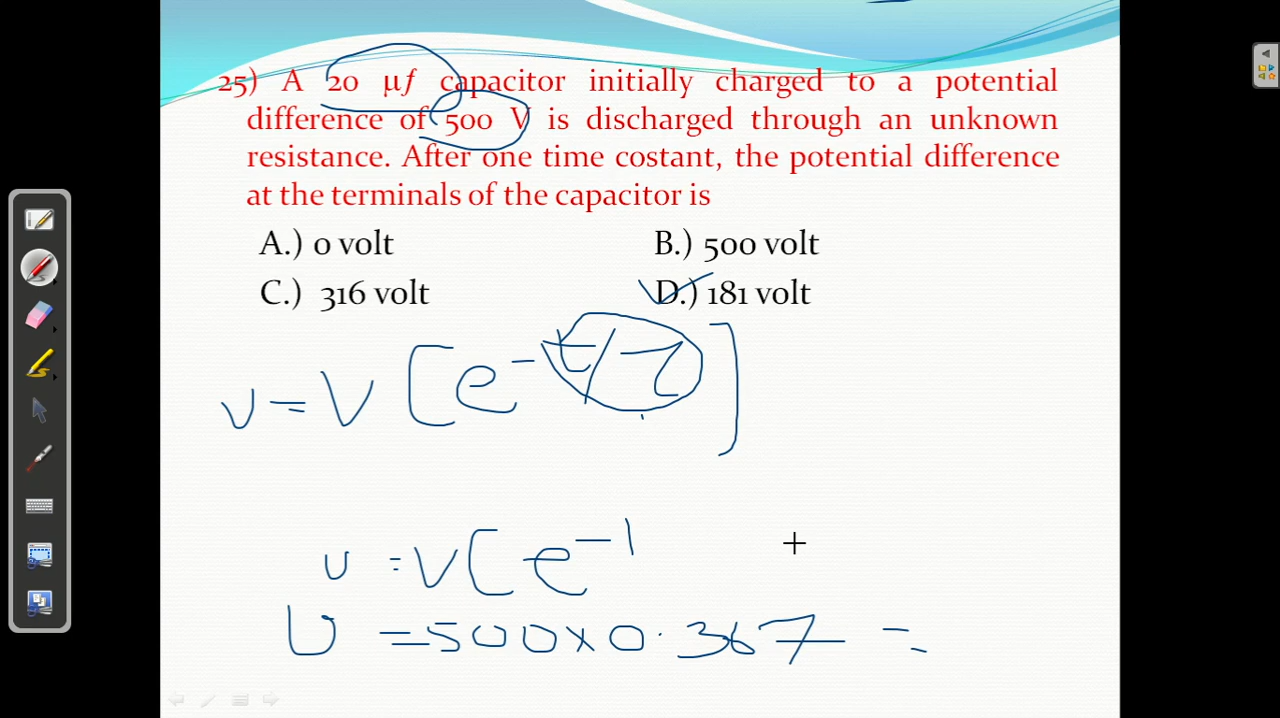 25) A 20 μf capacitor initially charged to a potential
difference of 500 V is discharged through an unknown
resistance. After one time costant, the potential difference
at the terminals of the capacitor is
A.) 0 volt B.) 500 volt
C.) 316 volt D.) 181 volt
v = V [e^-t/τ]
v = V [e^-1
v = 500 × 0.367 =